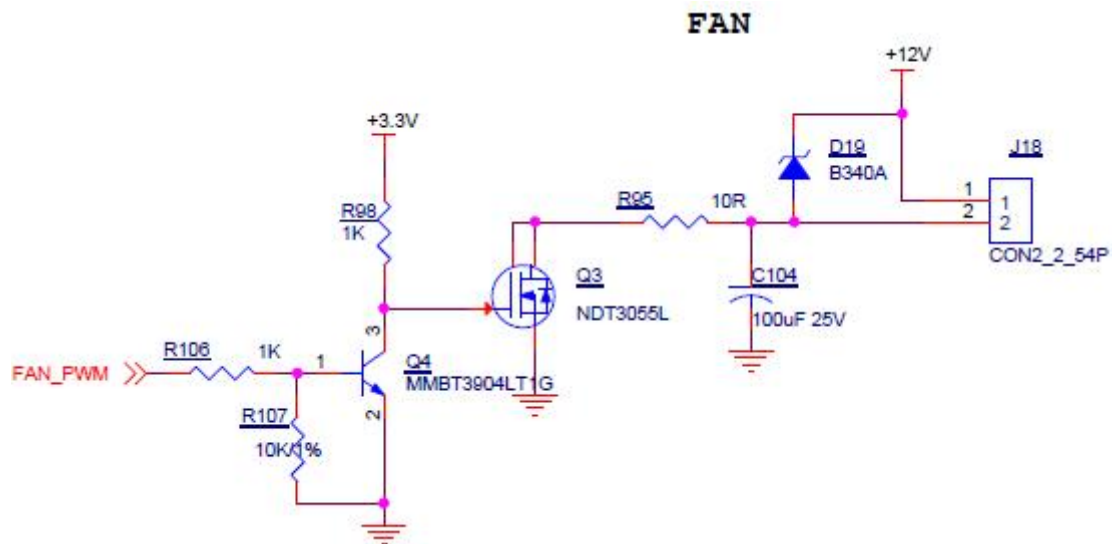 FAN
+12V
+3.3V
D19
B340A
J18
R98
1K
R95
10R
1
2
1
2
CON2_2_54P
Q3
NDT3055L
C104
100uF 25V
3
R106
1K
1
Q4
MMBT3904LT1G
FAN_PWM
2
R107
10K/1%